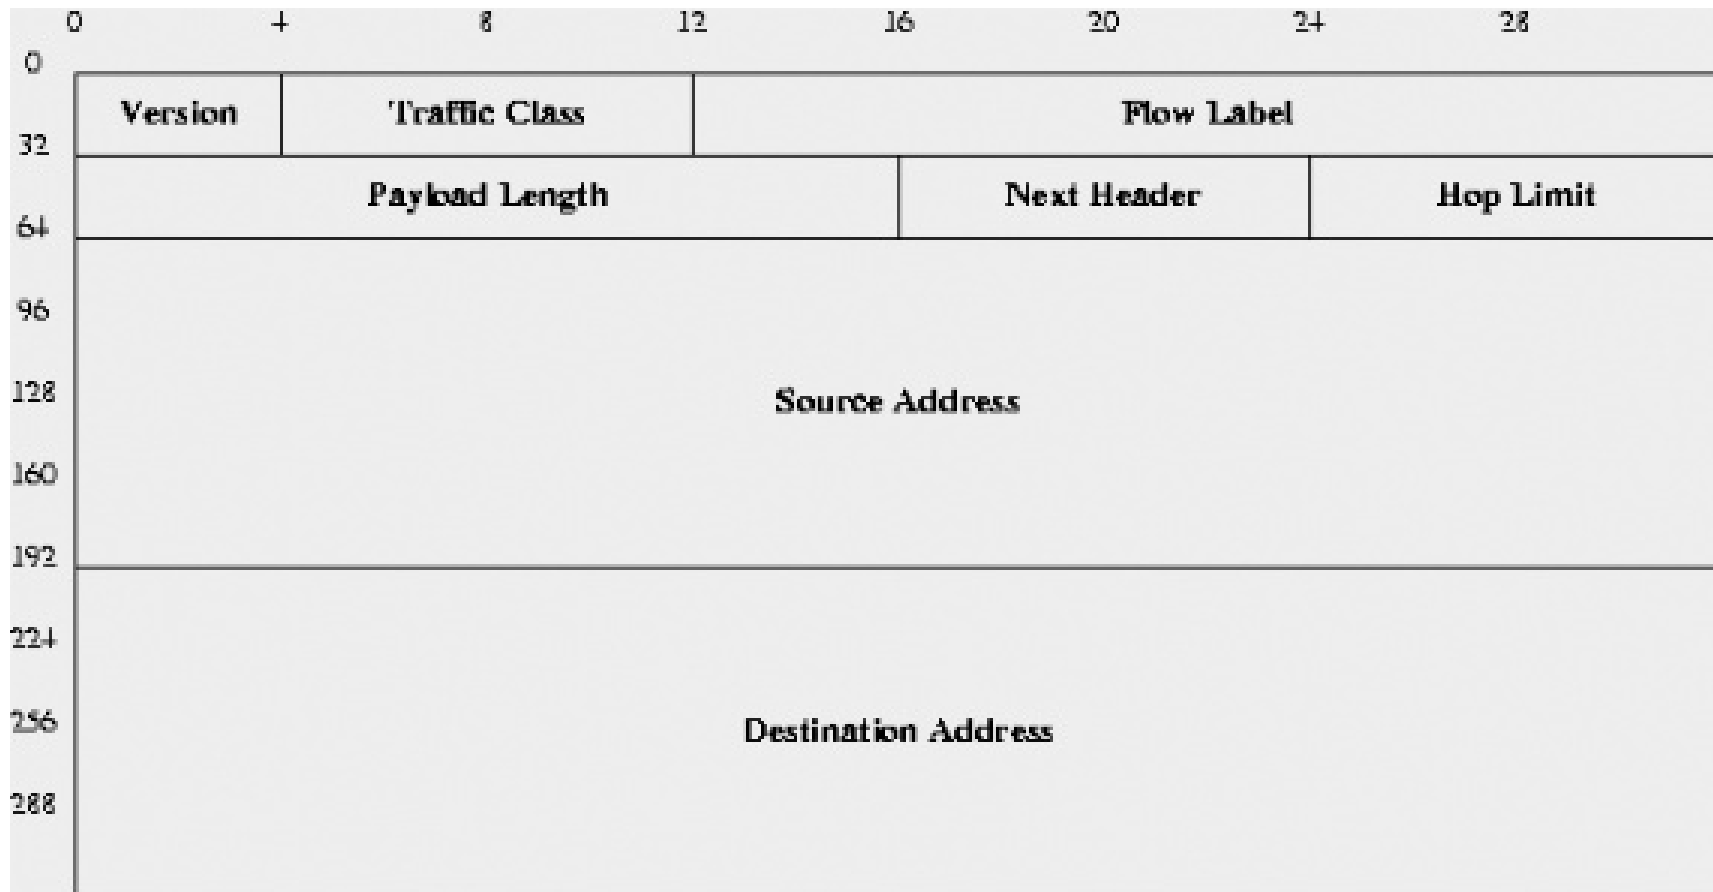 0 4 8 12 16 20 24 28
0
Version Traffic Class Flow Label
32
Payload Length Next Header Hop Limit
64
96
128
Source Address
160
192
224
256
Destination Address
288